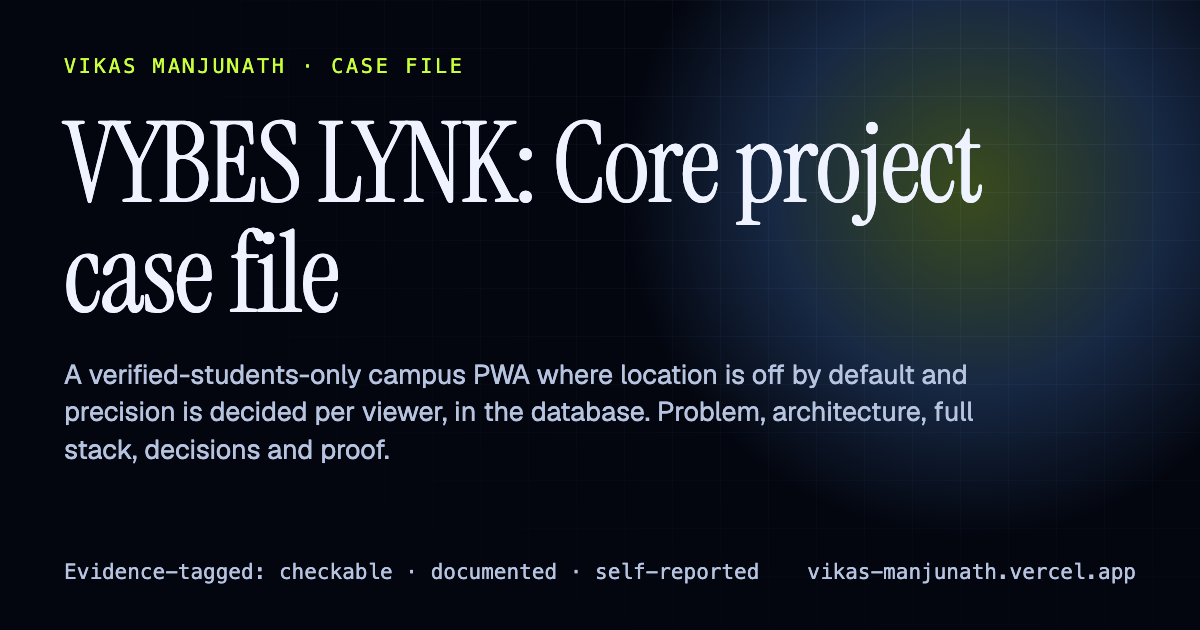 VIKAS MANJUNATH · CASE FILE
VYBES LYNK: Core project
case file
A verified-students-only campus PWA where location is off by default and
precision is decided per viewer, in the database. Problem, architecture, full
stack, decisions and proof.
Evidence-tagged: checkable · documented · self-reported
vikas-manjunath.vercel.app